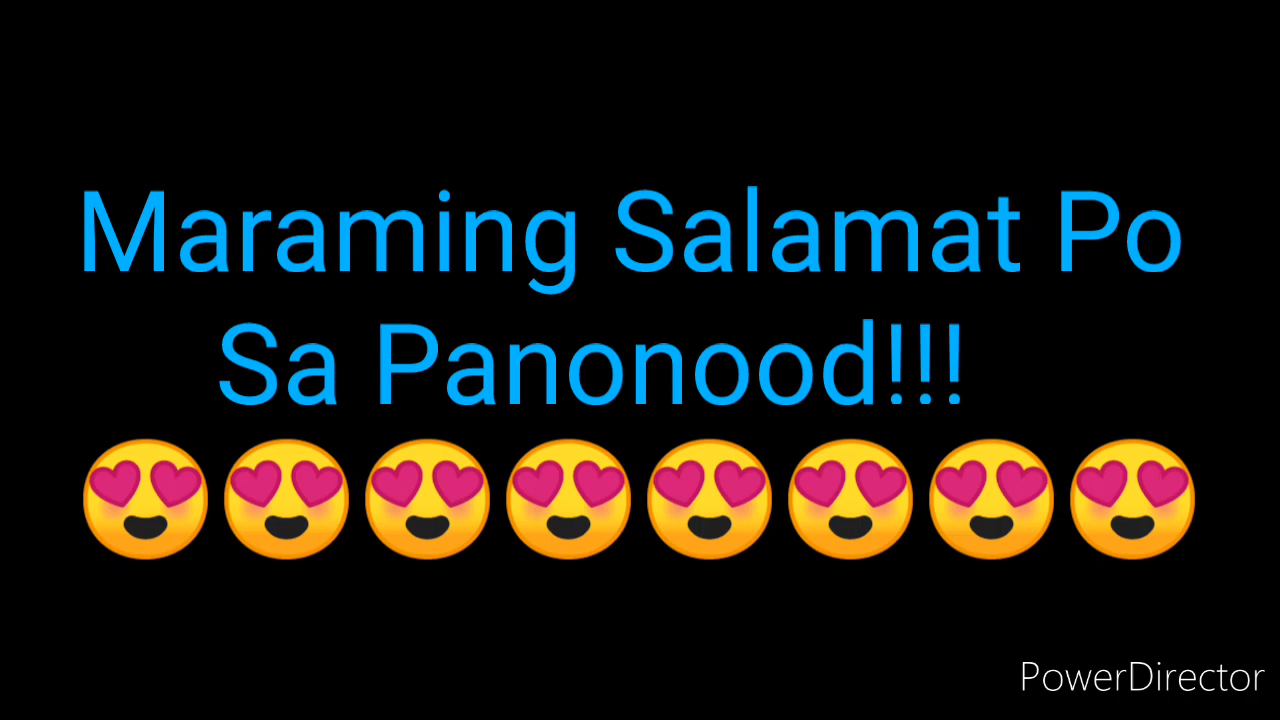 Maraming Salamat Po
Sa Panonood!!!
😍😍😍😍😍😍😍😍
PowerDirector